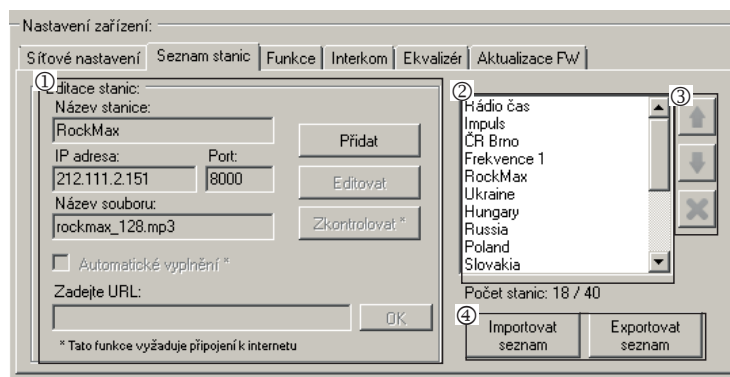 Nastavení zařízení:
Síťové nastavení Seznam stanic Funkce Interkom Ekvalizér Aktualizace FW
①
Editace stanic:
Název stanice:
RockMax
Přidat
IP adresa: Port:
212.111.2.151 8000
Editovat
Název souboru:
rockmax_128.mp3
Zkontrolovat *
Automatické vyplnění *
Zadejte URL:
OK
* Tato funkce vyžaduje připojení k internetu
②
Rádio čas
Impuls
ČR Brno
Frekvence 1
RockMax
Ukraine
Hungary
Russia
Poland
Slovakia
③
Počet stanic: 18 / 40
④
Importovat
seznam
Exportovat
seznam